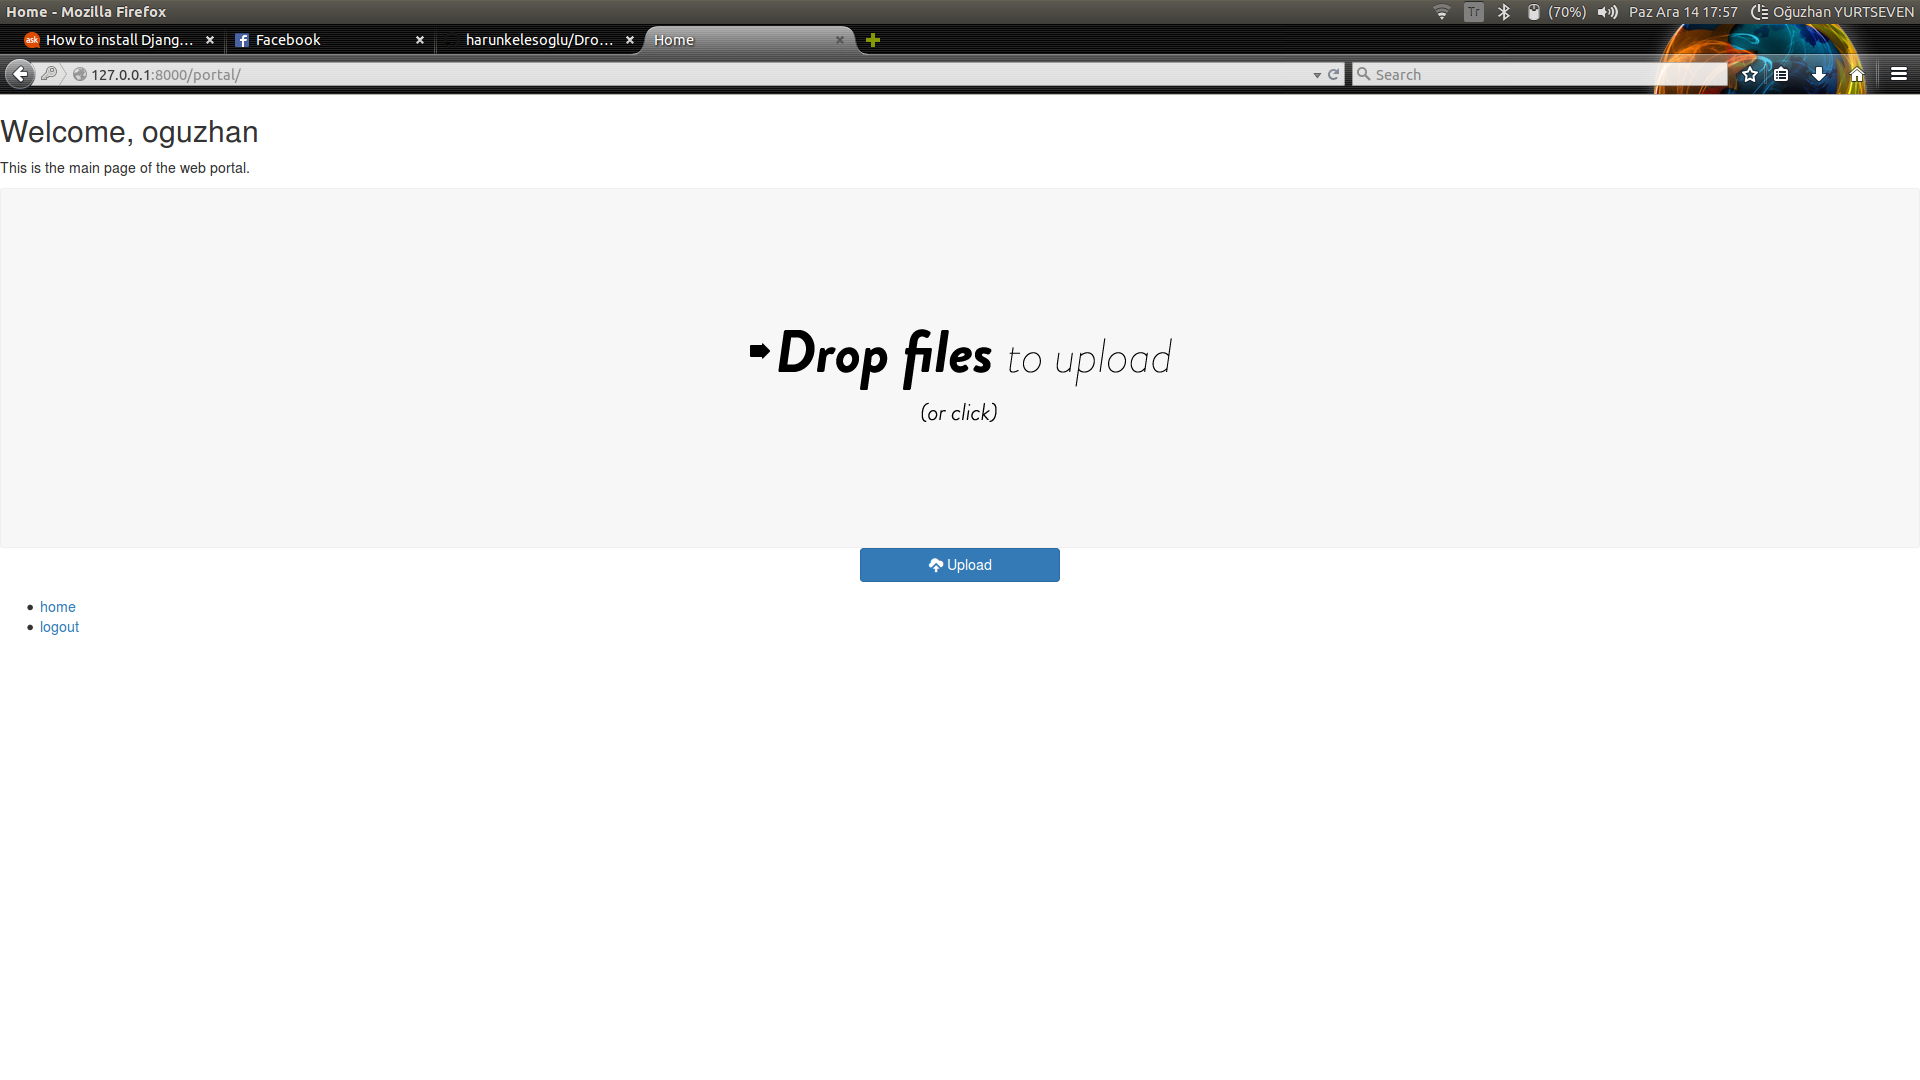 Home - Mozilla Firefox
Tr
(70%)
Paz Ara 14 17:57
Oğuzhan YURTSEVEN
ask
How to install Djang...
Facebook
harunkelesoglu/Dro...
Home
127.0.0.1:8000/portal/
Search
Welcome, oguzhan
This is the main page of the web portal.
Drop files to upload
(or click)
Upload
home
logout